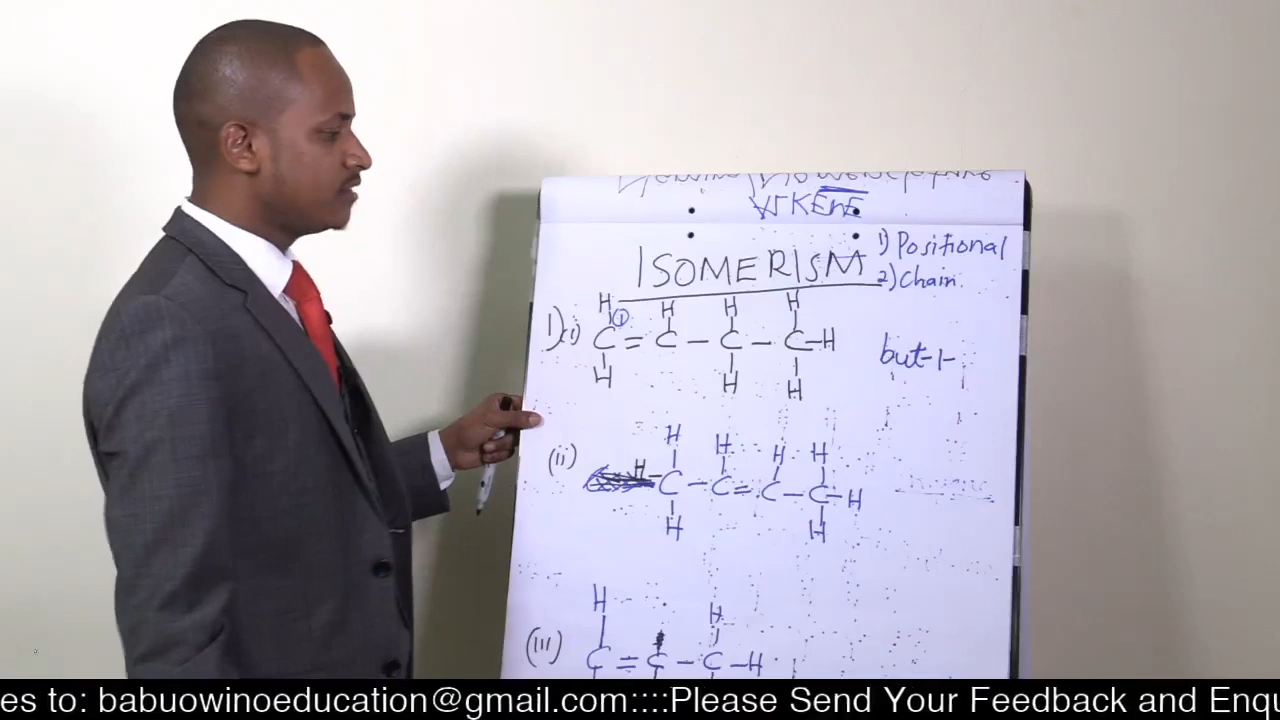 ALKEnE
ISOMERISM
1) Positional
2) Chain
1)(i)
H H H H
①
C = C - C - C - H
H H H
but-1-
(ii)
H H H H
H - C - C = C - C - H
H H
(iii)
H H
C = C - C - H
es to: babuowinoeducation@gmail.com::::Please Send Your Feedback and Enqu